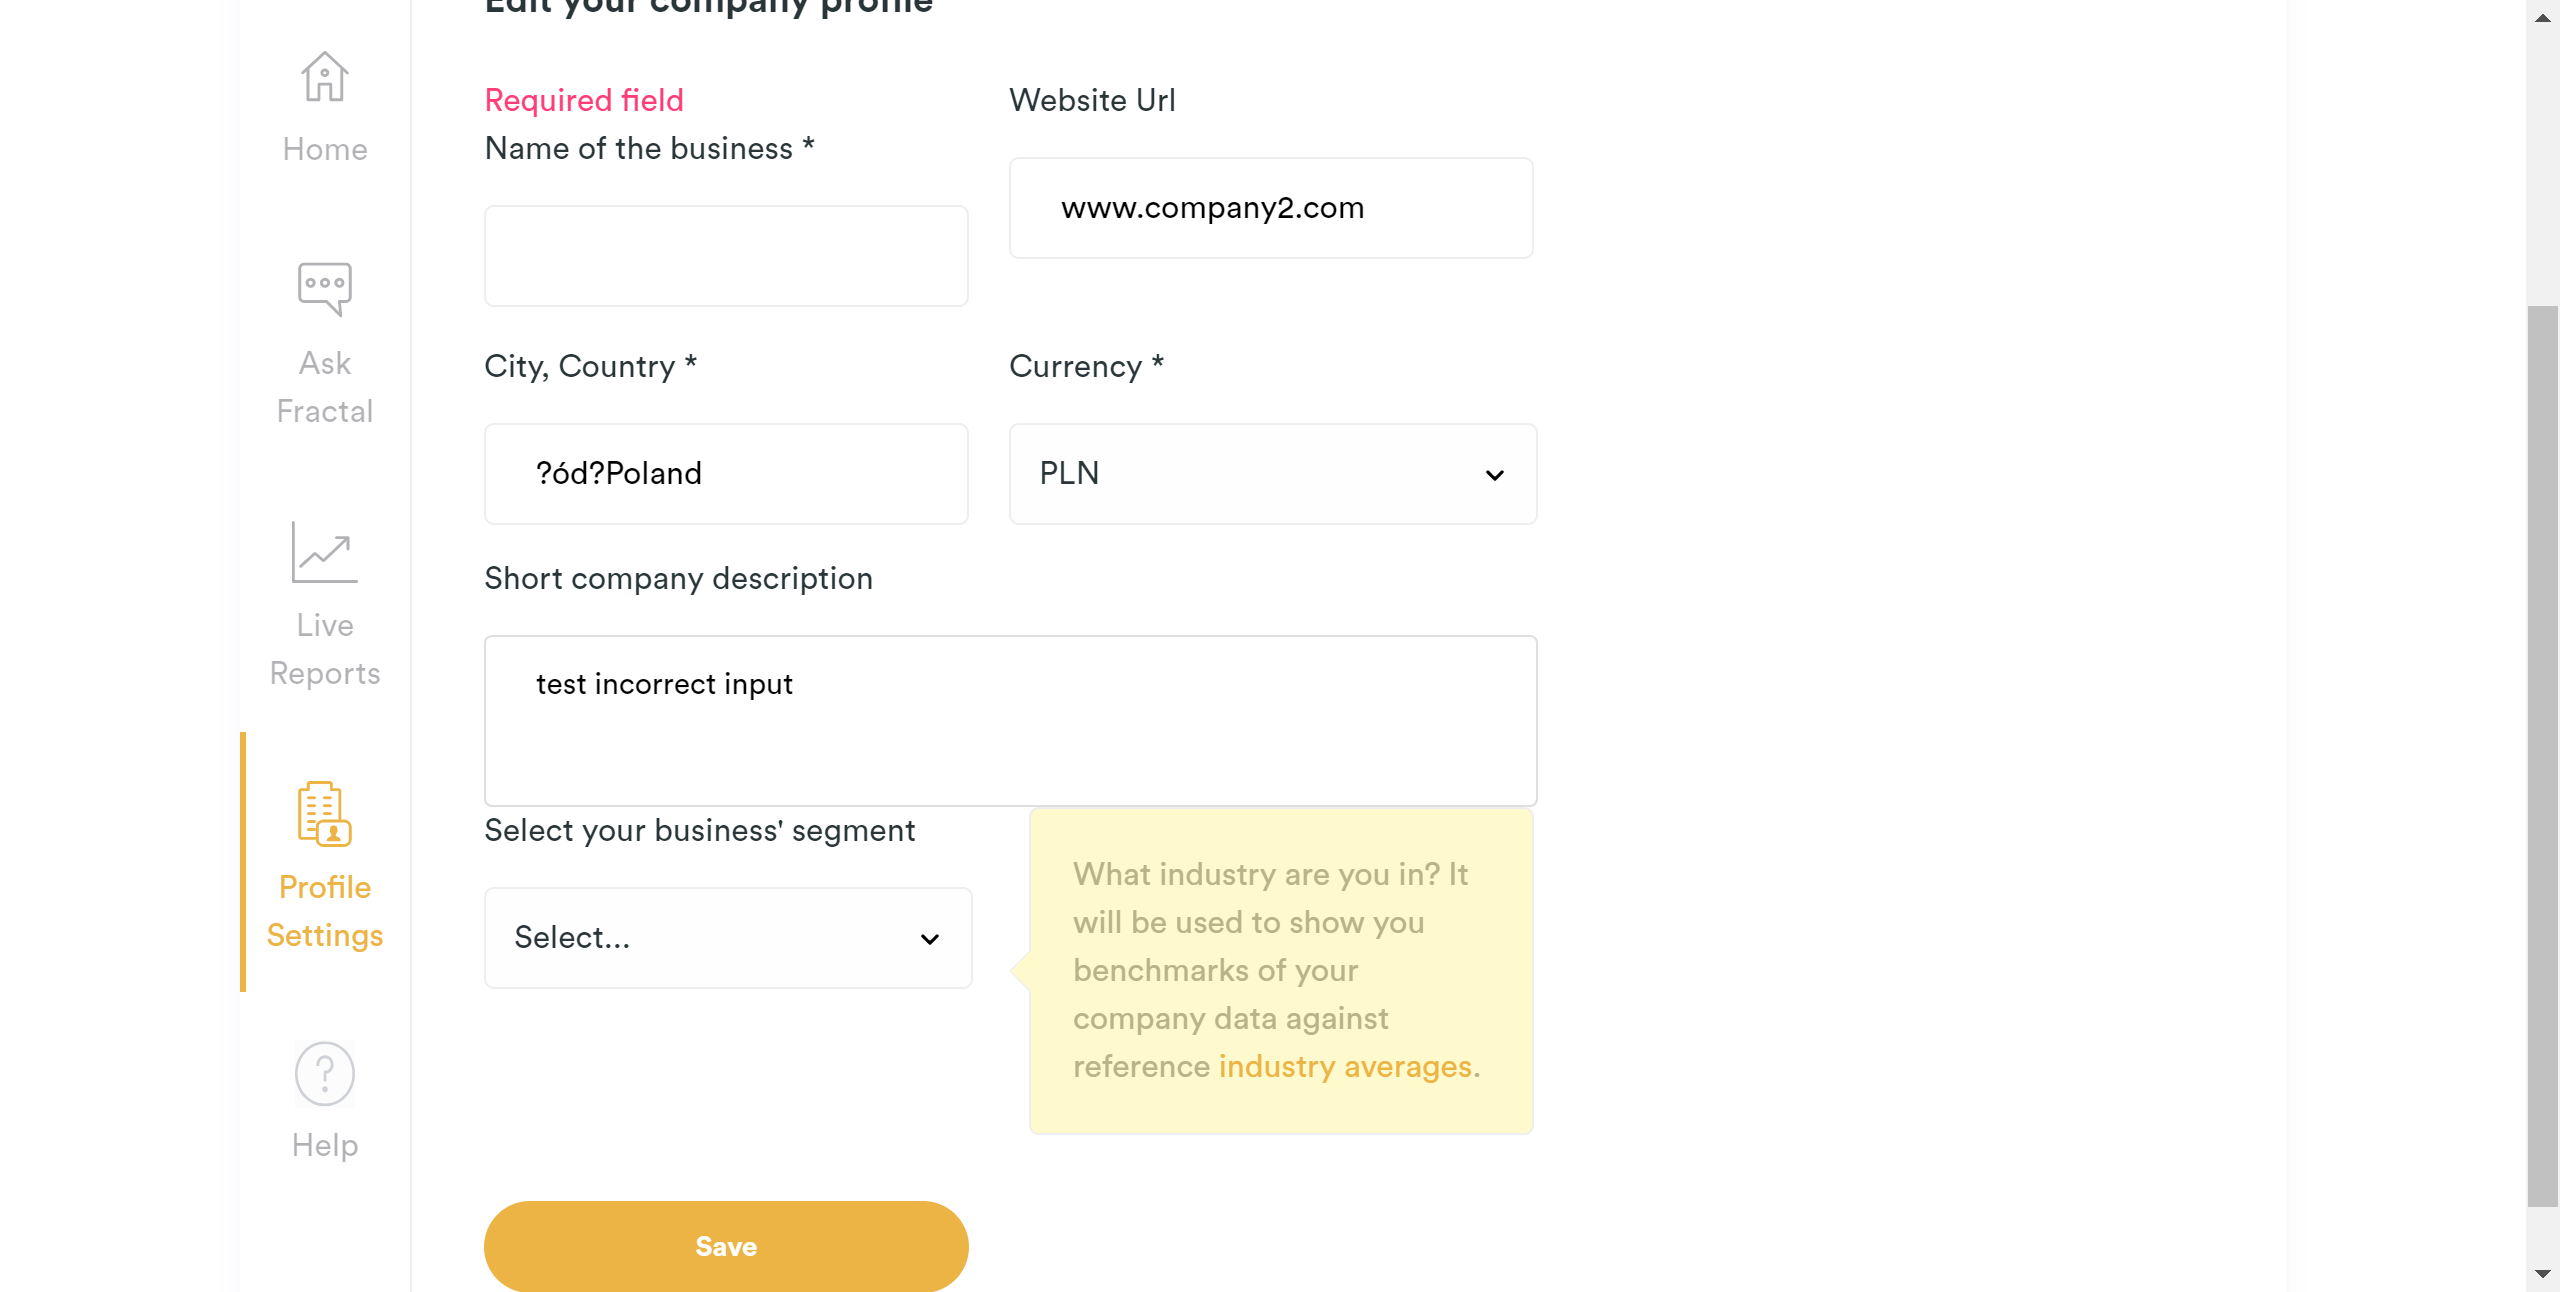 Edit your company profile
Home
Ask
Fractal
Live
Reports
Profile
Settings
Help
Required field
Name of the business *
Website Url
www.company2.com
City, Country *
?ód?Poland
Currency *
PLN
Short company description
test incorrect input
Select your business' segment
Select...
What industry are you in? It
will be used to show you
benchmarks of your
company data against
reference industry averages.
Save